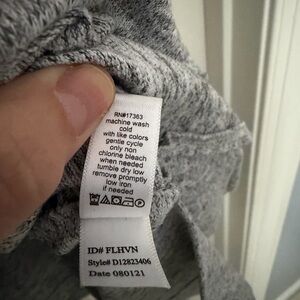 RN#17363
machine wash
cold
with like colors
gentle cycle
only non
chlorine bleach
when needed
tumble dry low
remove promptly
low iron
if needed
ID# FLHVN
Style# D12823406
Date 080121